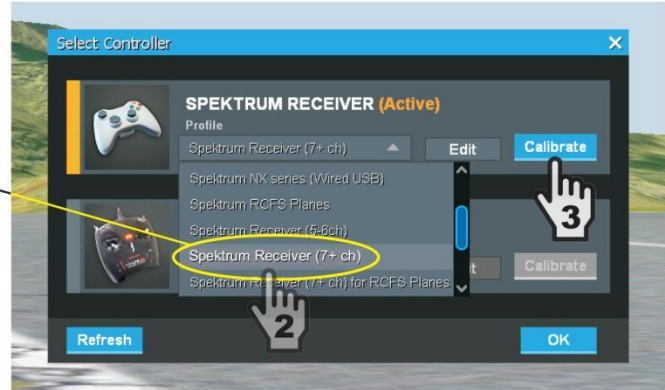 Select Controller
×
SPEKTRUM RECEIVER (Active)
Profile
Spektrum Receiver (7+ ch)
Edit
Calibrate
Spektrum NX series (Wired USB)
Spektrum RCFS Planes
Spektrum Receiver (5-6ch)
Spektrum Receiver (7+ ch)
Spektrum Receiver (7+ ch) for RCFS Planes
Calibrate
3
2
Refresh
OK